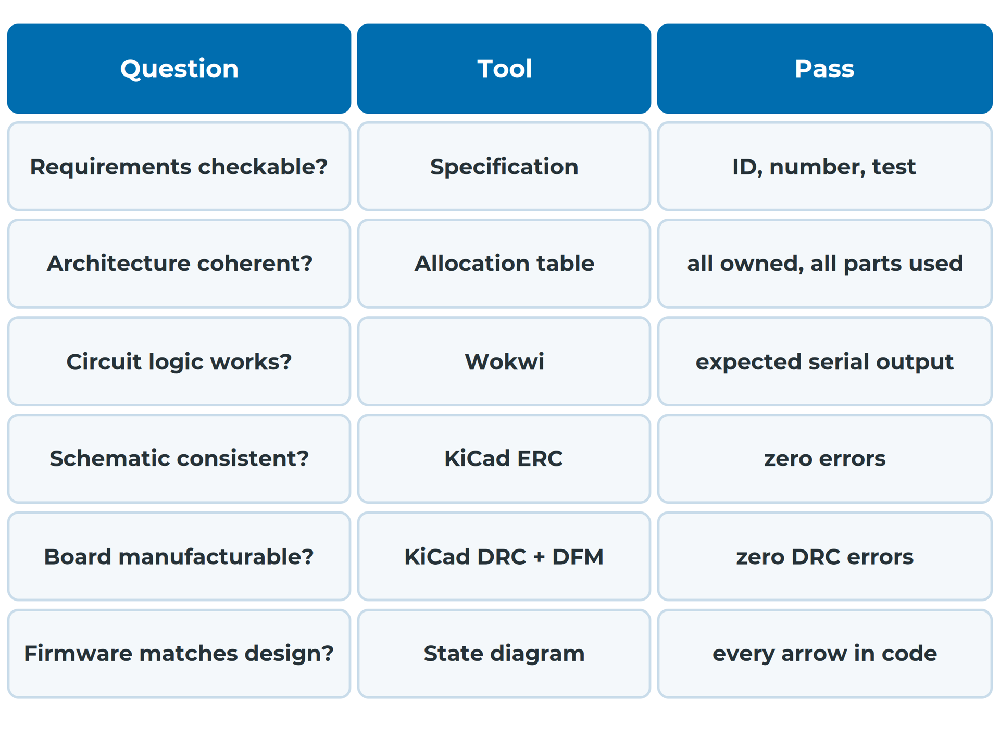 Question Tool Pass
Requirements checkable? Specification ID, number, test
Architecture coherent? Allocation table all owned, all parts used
Circuit logic works? Wokwi expected serial output
Schematic consistent? KiCad ERC zero errors
Board manufacturable? KiCad DRC + DFM zero DRC errors
Firmware matches design? State diagram every arrow in code